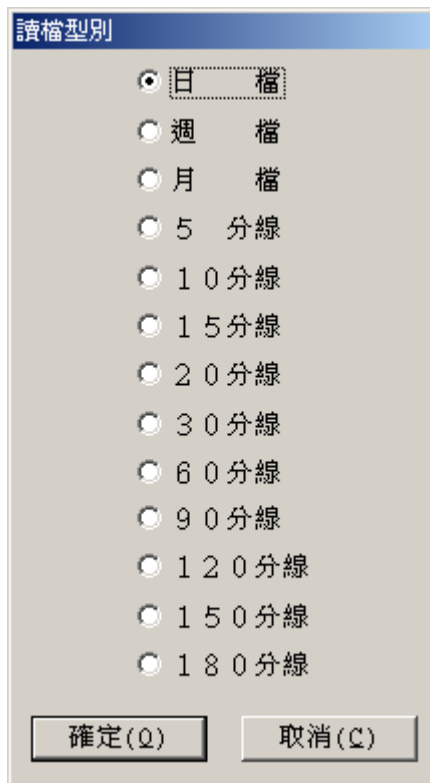 讀檔型別
日　　檔
週　　檔
月　　檔
５　分線
１０分線
１５分線
２０分線
３０分線
６０分線
９０分線
１２０分線
１５０分線
１８０分線
確定(O)　取消(C)